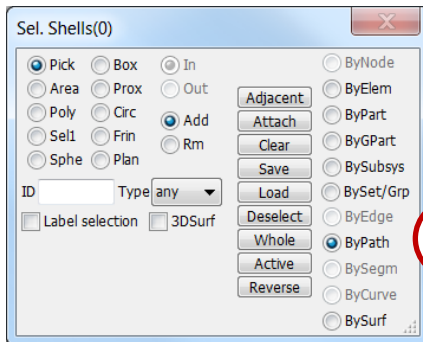 Sel. Shells(0)
Pick Box In ByNode
Area Prox Out Adjacent ByElem
Poly Circ Add Attach ByPart
Sel1 Frin Rm Clear ByGPart
Sphe Plan Save BySubsys
ID Type any Load BySet/Grp
Label selection 3DSurf Deselect ByEdge
Whole ByPath
Active BySegm
Reverse ByCurve
BySurf